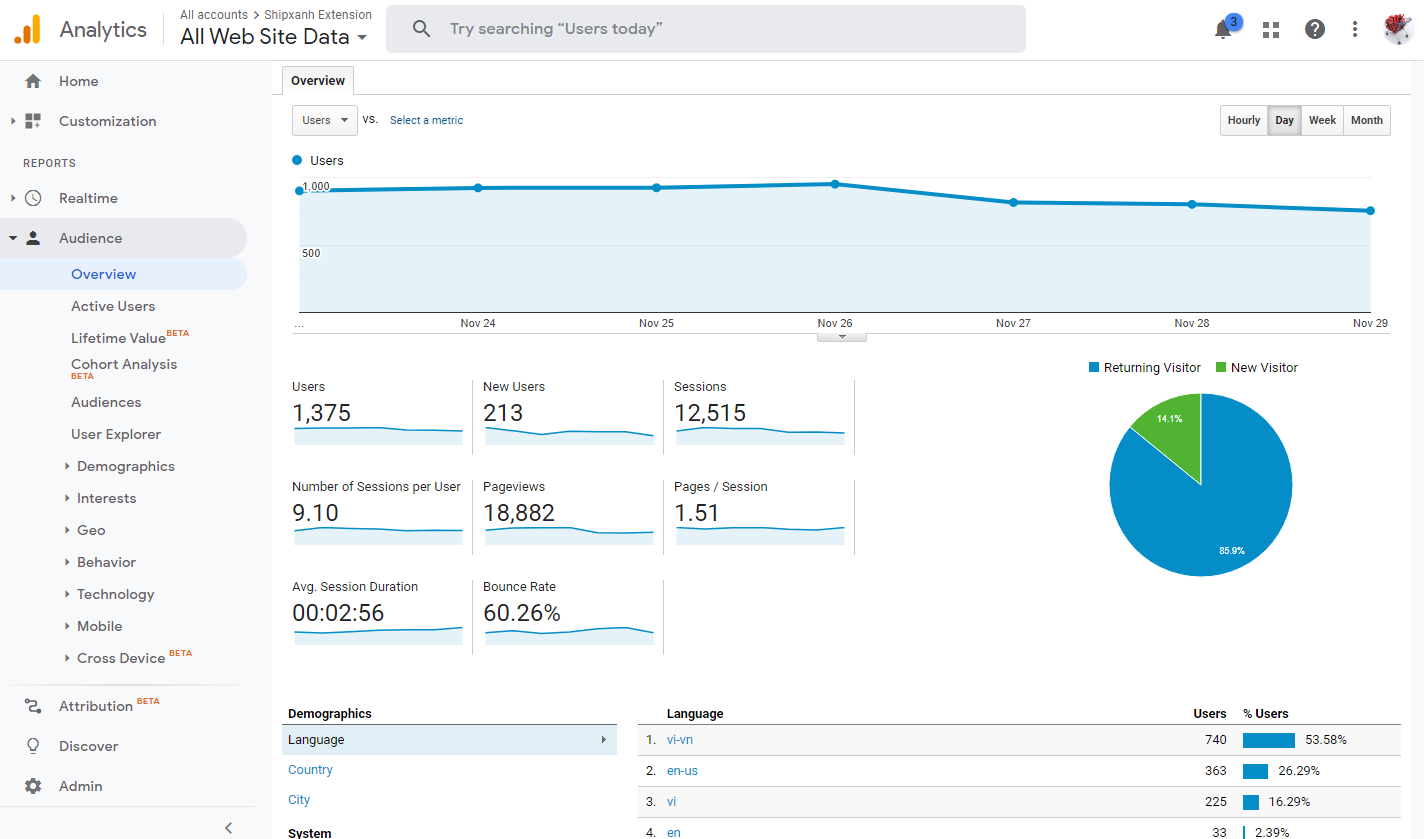 Analytics
All accounts > Shipxanh Extension
All Web Site Data
Try searching “Users today”
3
Home
Customization
REPORTS
Realtime
Audience
Overview
Active Users
Lifetime Value BETA
Cohort Analysis
BETA
Audiences
User Explorer
Demographics
Interests
Geo
Behavior
Technology
Mobile
Cross Device BETA
Attribution BETA
Discover
Admin
Overview
Users VS. Select a metric
Hourly Day Week Month
Users
1,000
500
... Nov 24 Nov 25 Nov 26 Nov 27 Nov 28 Nov 29
Returning Visitor New Visitor
14.1%
85.9%
Users
1,375
New Users
213
Sessions
12,515
Number of Sessions per User
9.10
Pageviews
18,882
Pages / Session
1.51
Avg. Session Duration
00:02:56
Bounce Rate
60.26%
Demographics
Language
Country
City
System
Language Users % Users
1. vi-vn 740 53.58%
2. en-us 363 26.29%
3. vi 225 16.29%
4. en 33 2.39%